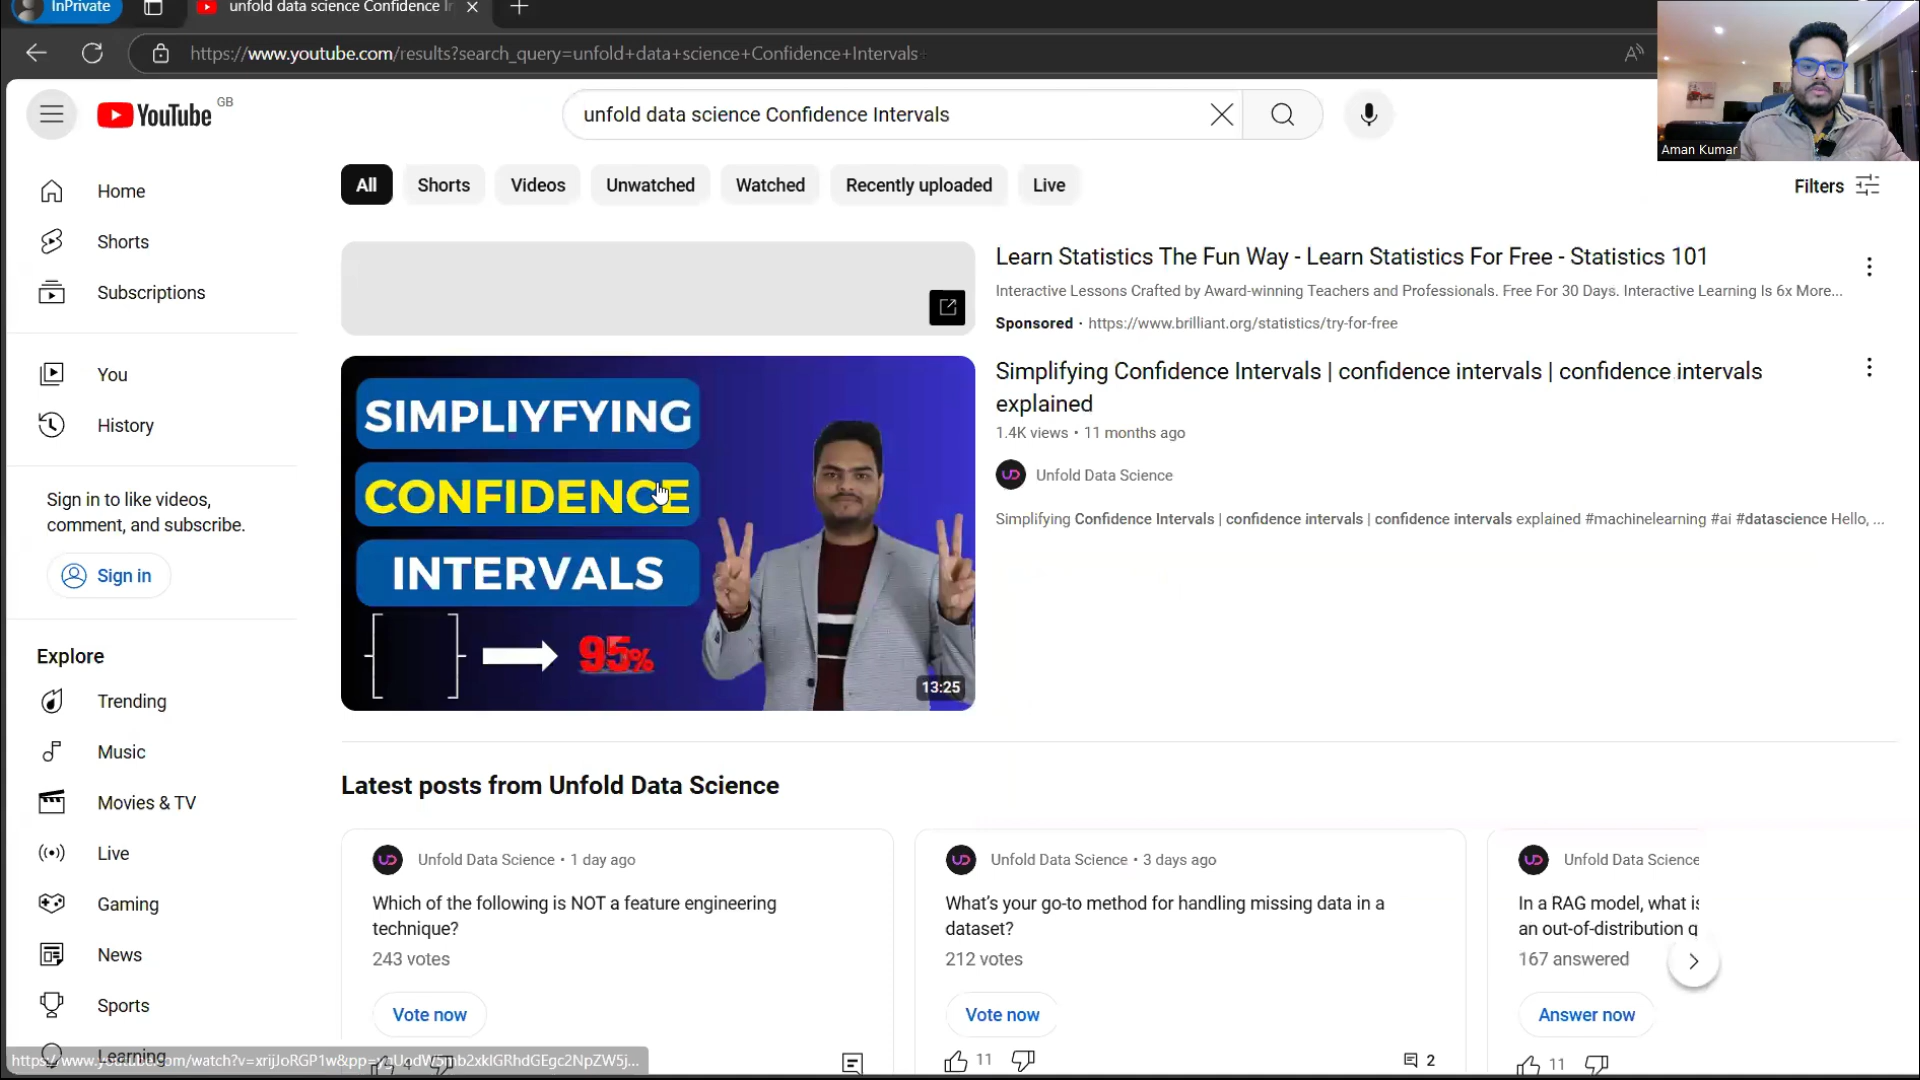 InPrivate
unfold data science Confidence In
https://www.youtube.com/results?search_query=unfold+data+science+Confidence+Intervals
Aman Kumar
YouTube GB
unfold data science Confidence Intervals
All
Shorts
Videos
Unwatched
Watched
Recently uploaded
Live
Filters
Home
Shorts
Subscriptions
You
History
Sign in to like videos,
comment, and subscribe.
Sign in
Explore
Trending
Music
Movies & TV
Live
Gaming
News
Sports
Learning
Learn Statistics The Fun Way - Learn Statistics For Free - Statistics 101
Interactive Lessons Crafted by Award-winning Teachers and Professionals. Free For 30 Days. Interactive Learning Is 6x More...
Sponsored · https://www.brilliant.org/statistics/try-for-free
SIMPLIYFYING
CONFIDENCE
INTERVALS
95%
13:25
Simplifying Confidence Intervals | confidence intervals | confidence intervals
explained
1.4K views • 11 months ago
UD Unfold Data Science
Simplifying Confidence Intervals | confidence intervals | confidence intervals explained #machinelearning #ai #datascience Hello, ...
Latest posts from Unfold Data Science
UD Unfold Data Science • 1 day ago
Which of the following is NOT a feature engineering
technique?
243 votes
Vote now
4
UD Unfold Data Science • 3 days ago
What's your go-to method for handling missing data in a
dataset?
212 votes
Vote now
11
2
UD Unfold Data Science
In a RAG model, what is
an out-of-distribution q
167 answered
Answer now
11